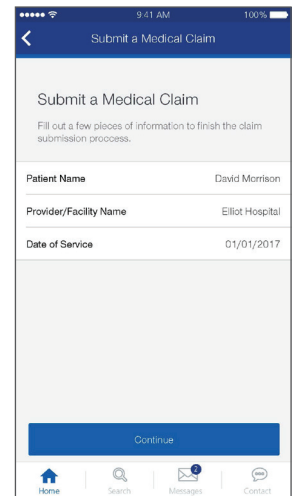 9:41 AM 100%
Submit a Medical Claim
Submit a Medical Claim
Fill out a few pieces of information to finish the claim
submission proccess.
Patient Name David Morrison
Provider/Facility Name Elliot Hospital
Date of Service 01/01/2017
Continue
2
Home Search Messages Contact